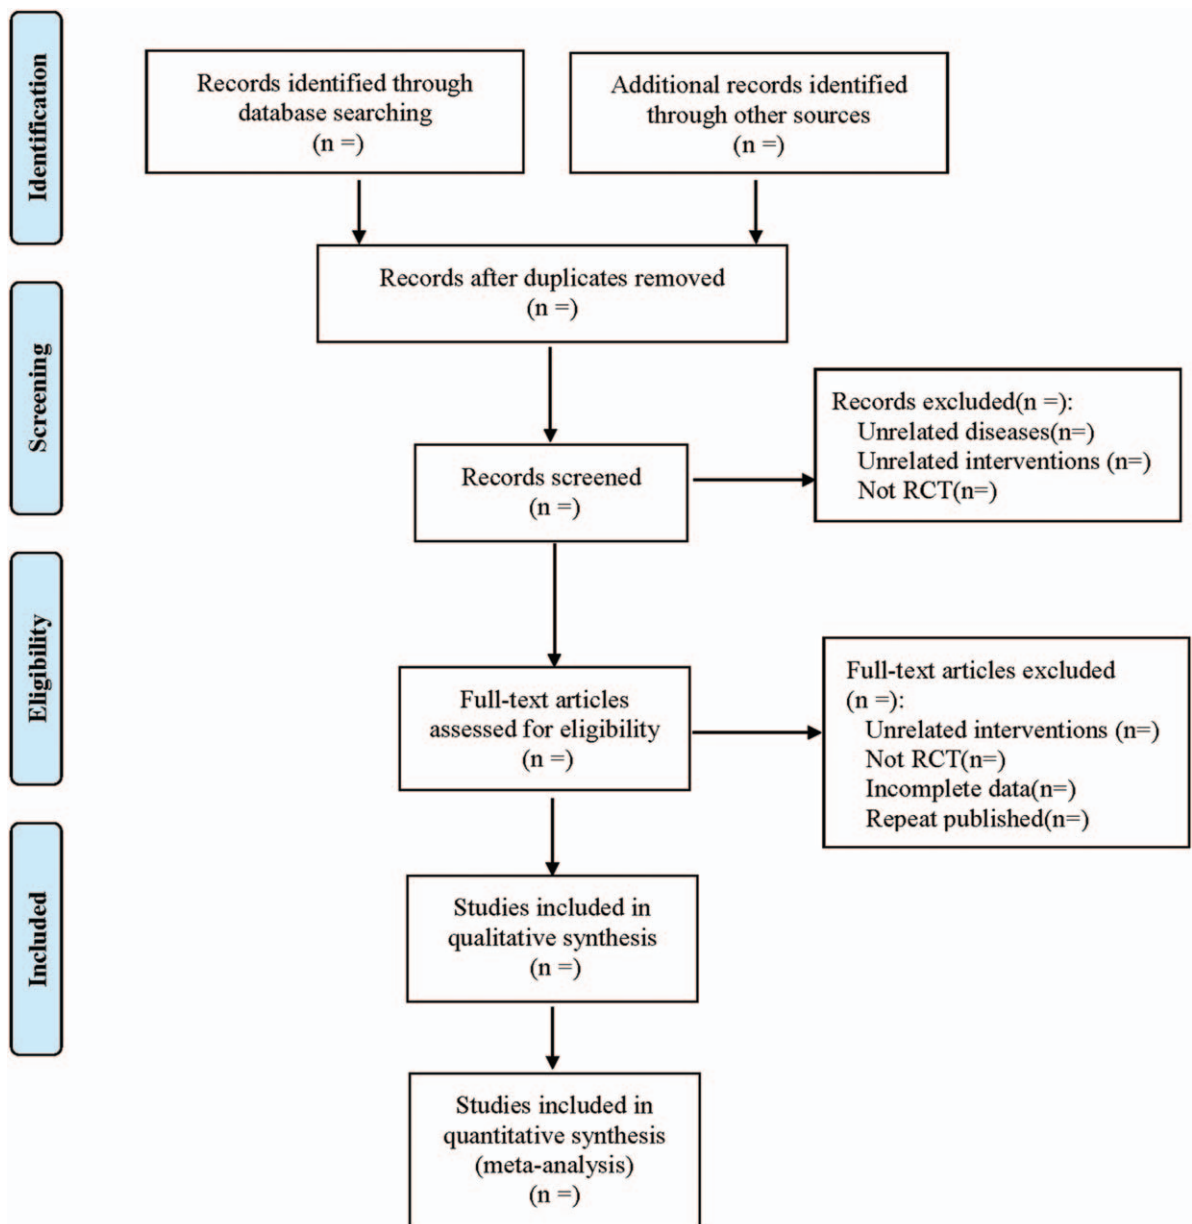 Identification
Records identified through
database searching
(n =)
Additional records identified
through other sources
(n =)
Records after duplicates removed
(n =)
Screening
Records screened
(n =)
Records excluded(n =):
Unrelated diseases(n=)
Unrelated interventions (n=)
Not RCT(n=)
Eligibility
Full-text articles
assessed for eligibility
(n =)
Full-text articles excluded
(n =):
Unrelated interventions (n=)
Not RCT(n=)
Incomplete data(n=)
Repeat published(n=)
Included
Studies included in
qualitative synthesis
(n =)
Studies included in
quantitative synthesis
(meta-analysis)
(n =)